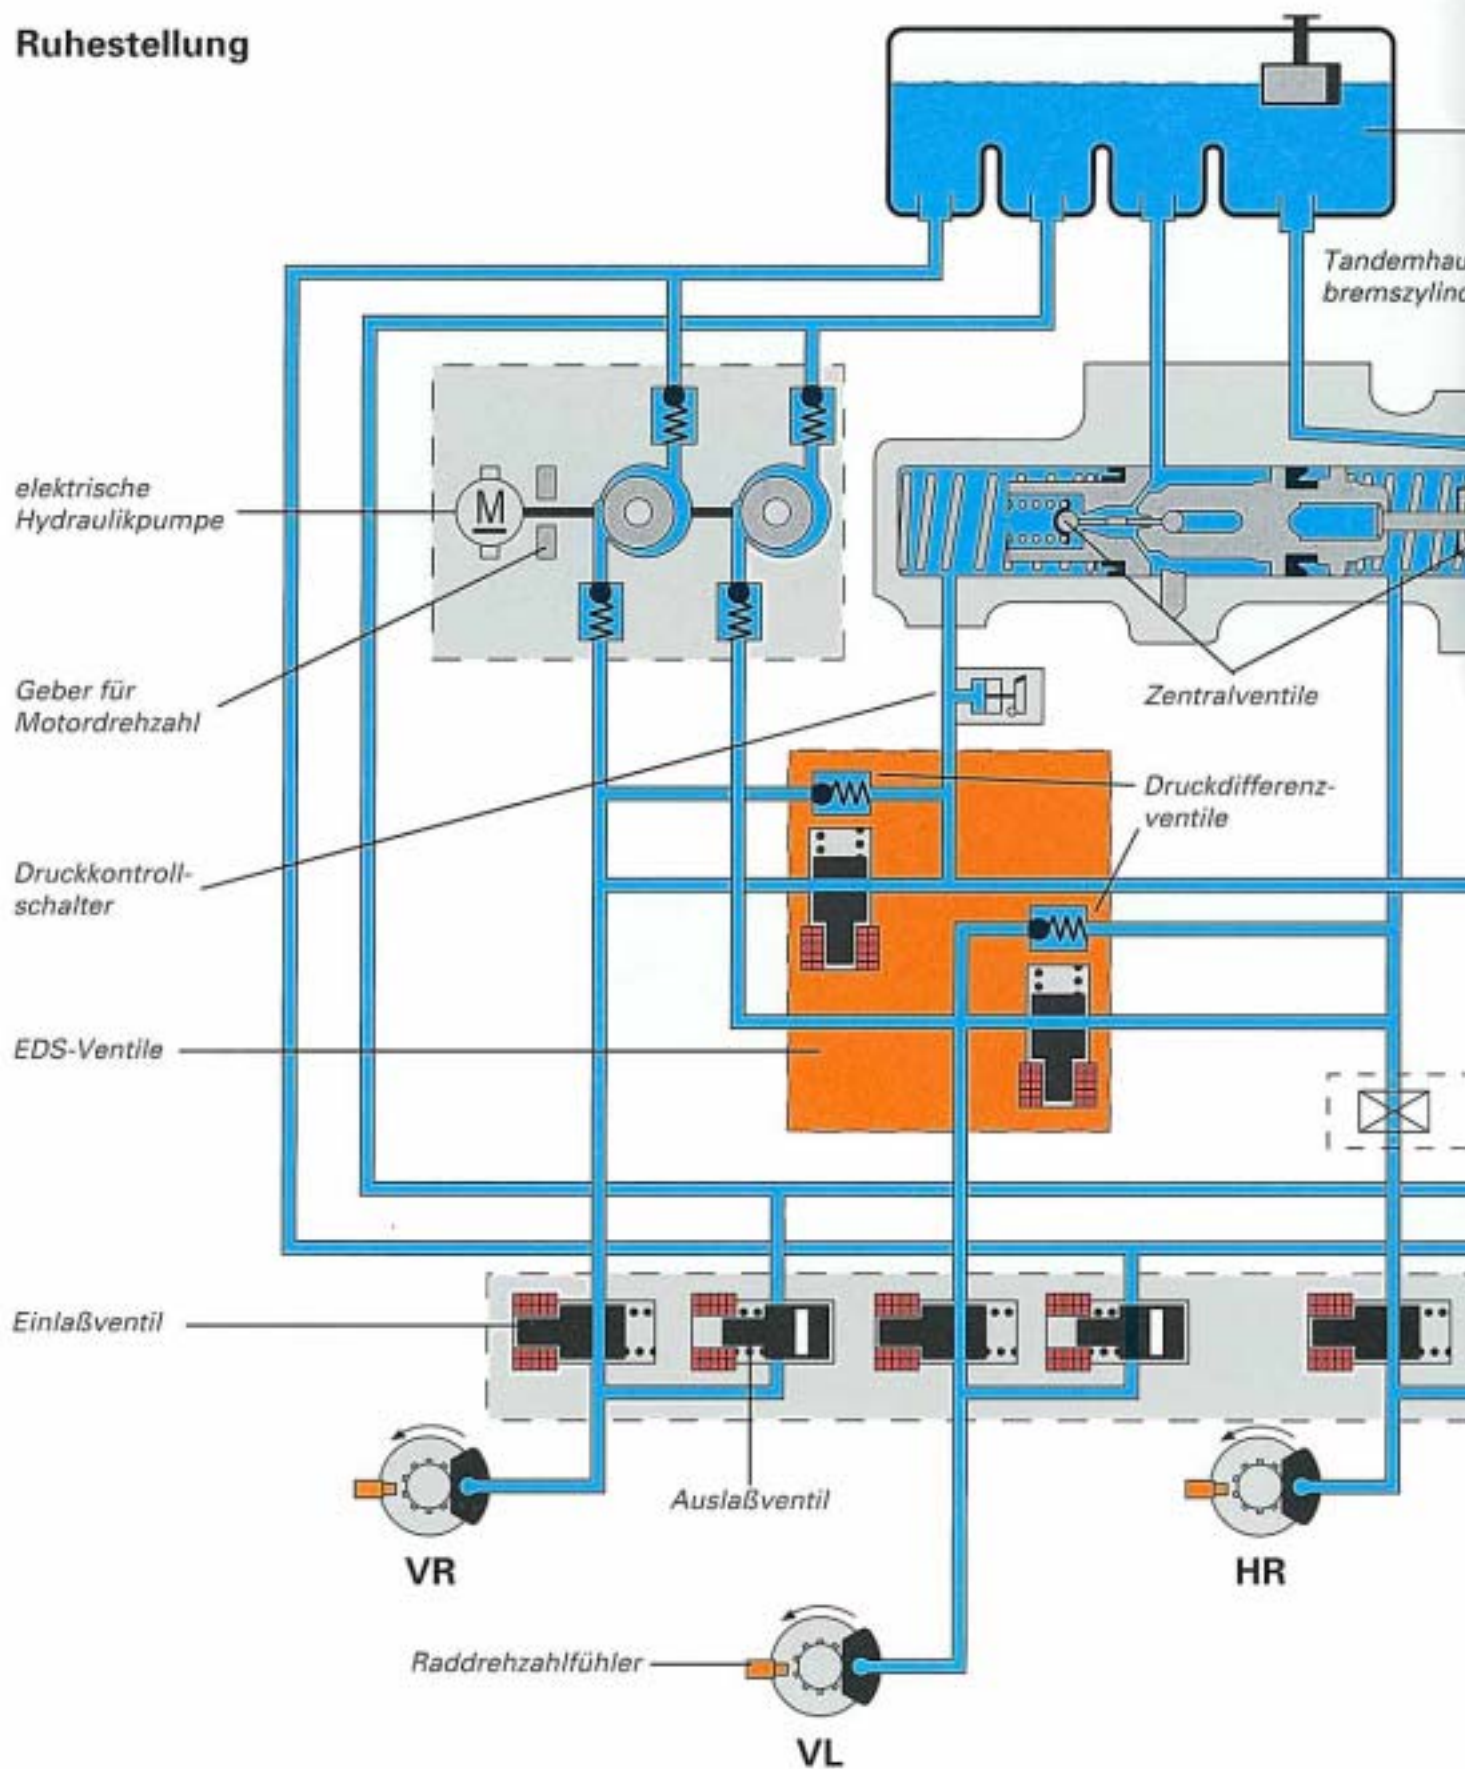 Ruhestellung
Tandemhau
bremszylind
elektrische
Hydraulikpumpe
M
Geber für
Motordrehzahl
Zentralventile
Druckdifferenz-
ventile
Druckkontroll-
schalter
EDS-Ventile
Einlaßventil
Auslaßventil
VR
HR
Raddrehzahlfühler
VL